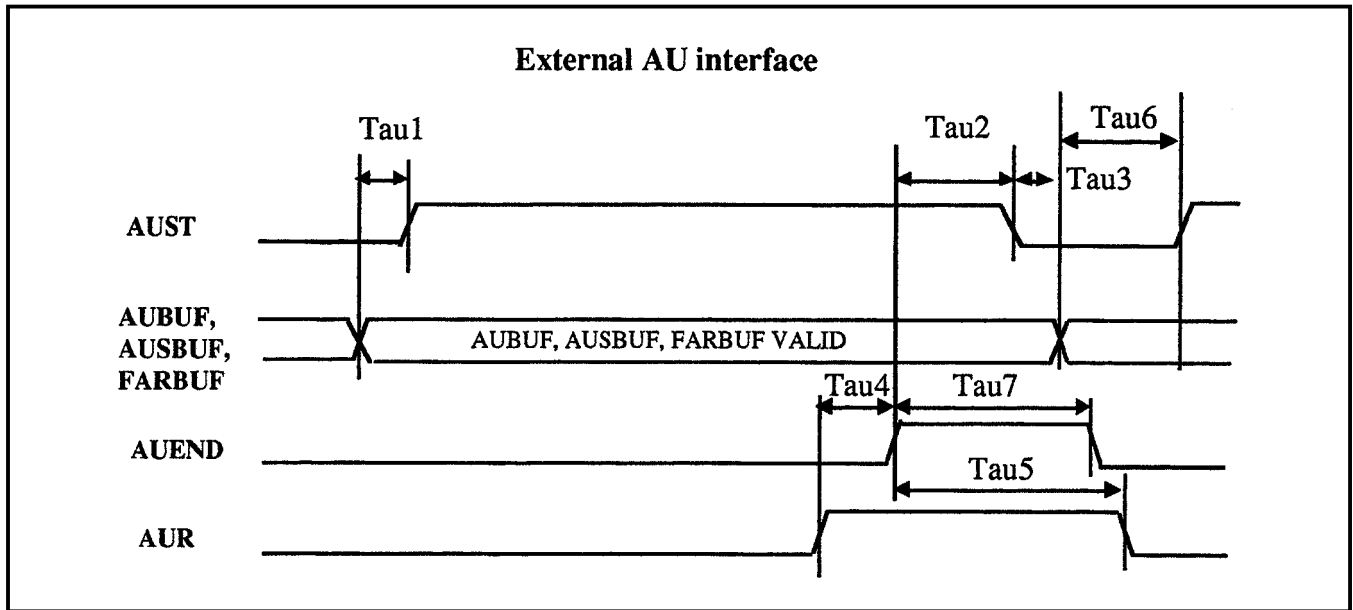 External AU interface
Tau1
Tau2
Tau6
Tau3
AUST
AUBUF,
AUSBUF,
FARBUF
AUBUF, AUSBUF, FARBUF VALID
Tau4
Tau7
AUEND
Tau5
AUR